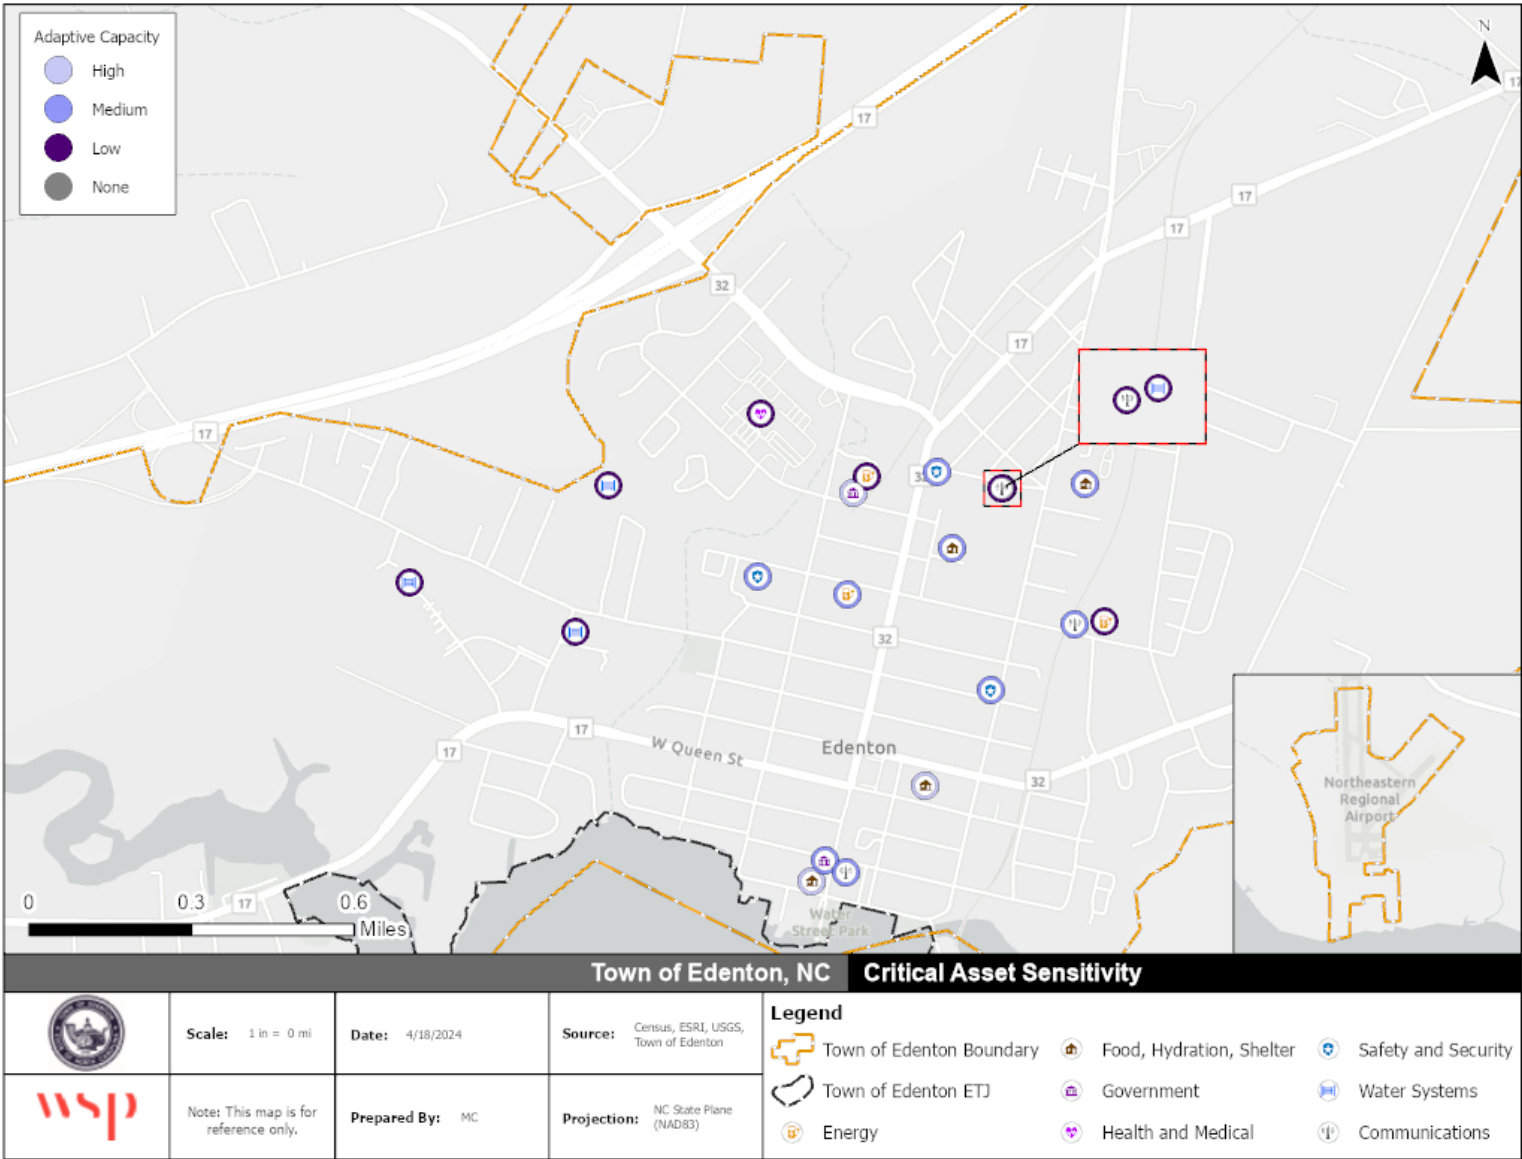 Adaptive Capacity
High
Medium
Low
None
N
17
17
17
17
32
17
17
32
32
17
32
17
17
W Queen St
Edenton
32
Northeastern
Regional
Airport
0 0.3 0.6
Miles
17
Water
Street Park
Town of Edenton, NC Critical Asset Sensitivity
Scale: 1 in = 0 mi
Date: 4/18/2024
Source: Census, ESRI, USGS,
Town of Edenton
Note: This map is for
reference only.
Prepared By: MC
Projection: NC State Plane
(NAD83)
wsp
Legend
Town of Edenton Boundary
Food, Hydration, Shelter
Safety and Security
Town of Edenton ETJ
Government
Water Systems
Energy
Health and Medical
Communications